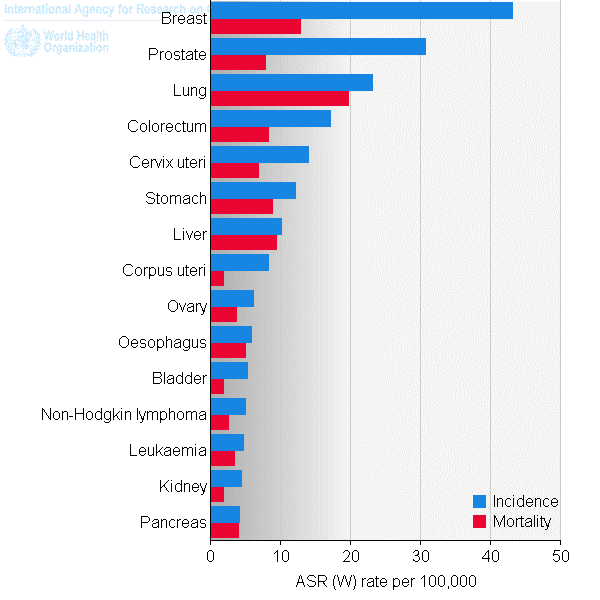 International Agency for Research on
World Health
Organization
Breast
Prostate
Lung
Colorectum
Cervix uteri
Stomach
Liver
Corpus uteri
Ovary
Oesophagus
Bladder
Non-Hodgkin lymphoma
Leukaemia
Kidney
Pancreas
Incidence
Mortality
0 10 20 30 40 50
ASR (W) rate per 100,000